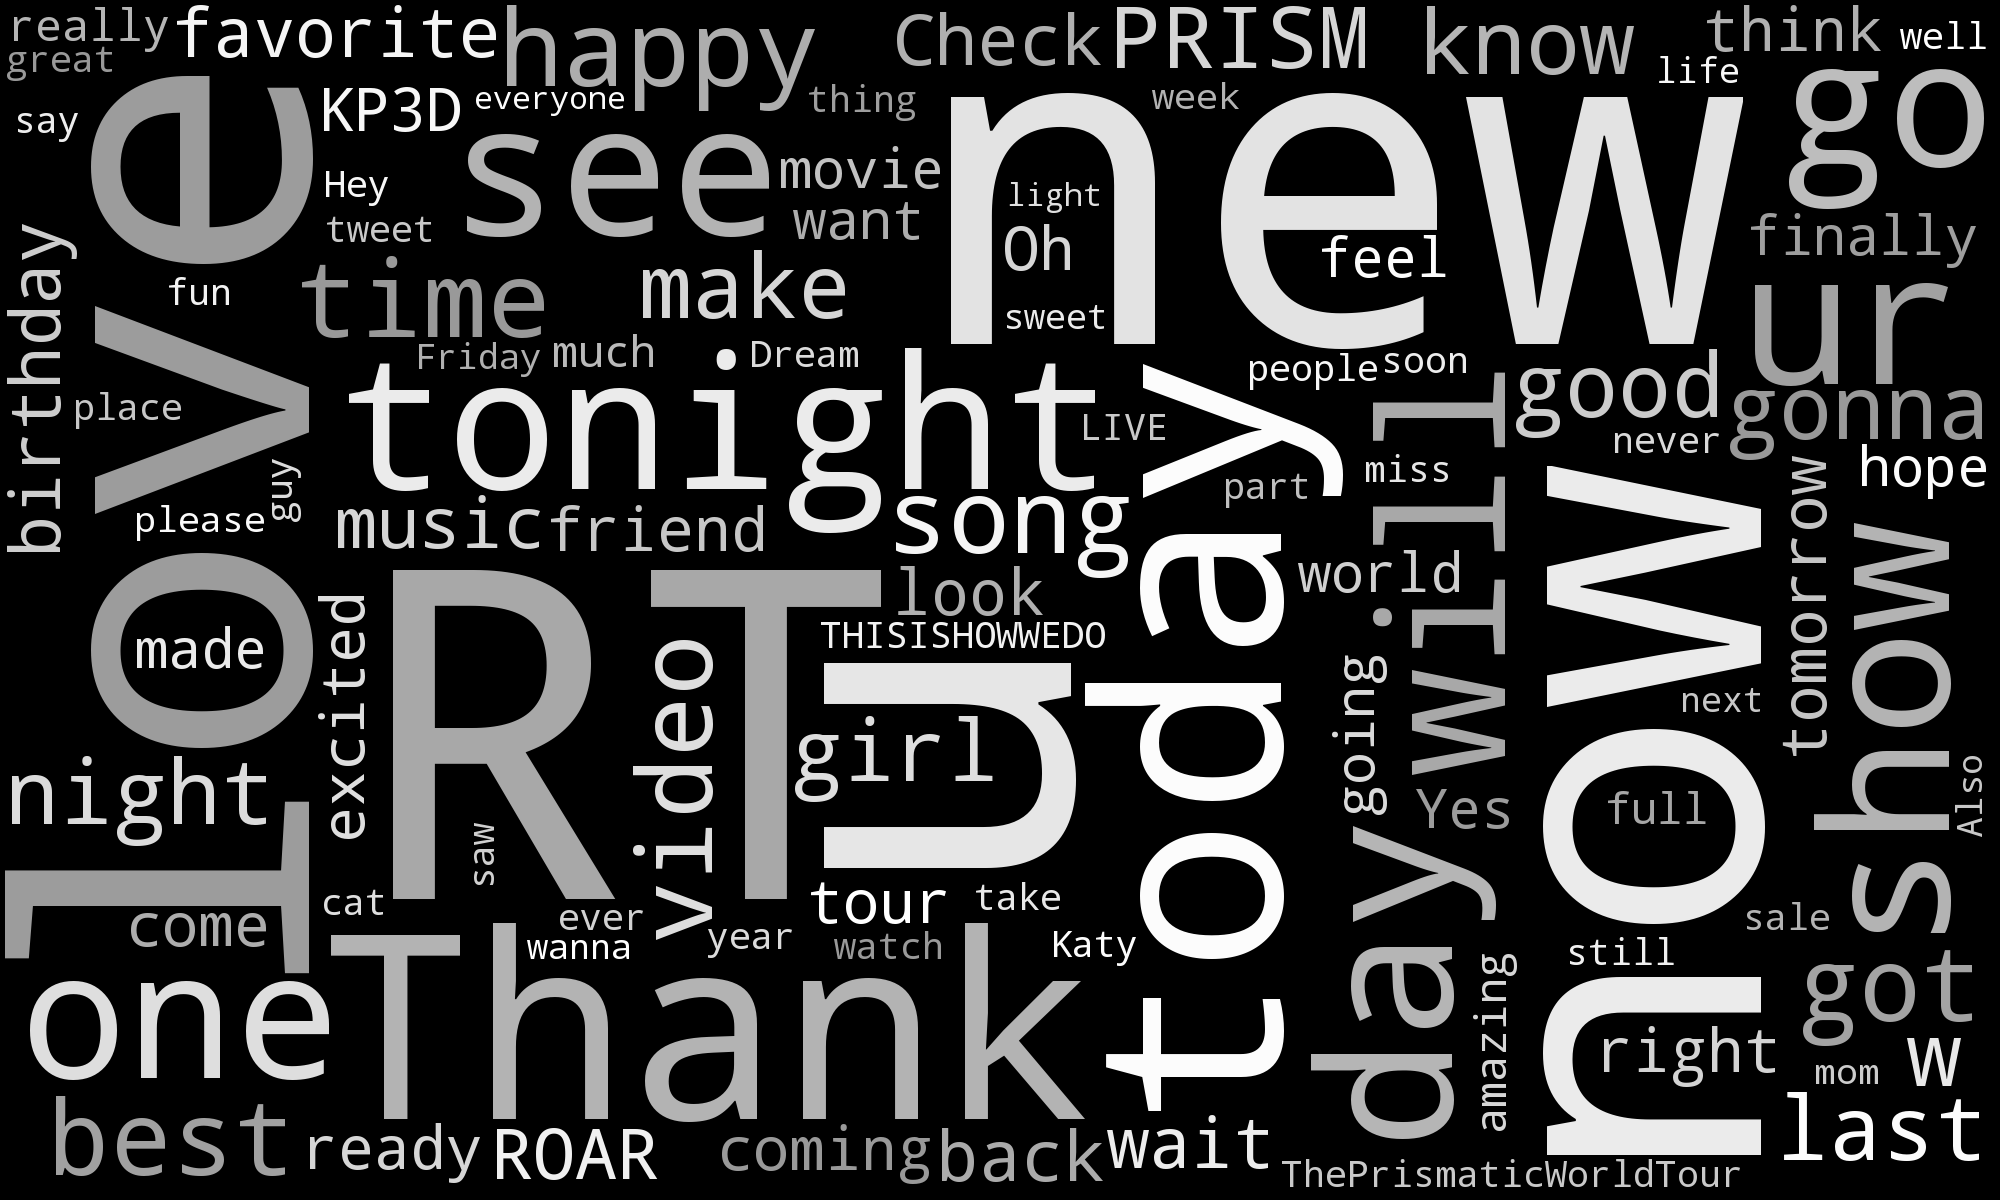 really
favorite
happy
Check
PRISM
know
think
well
great
life
say
KP3D
everyone
thing
week
new
go
see
movie
Hey
light
tweet
want
Oh
feel
finally
birthday
love
fun
time
make
sweet
ur
Friday
much
Dream
people
soon
good
gonna
place
tonight
LIVE
never
guy
today
will
miss
hope
part
please
music
friend
song
now
tomorrow
show
world
look
RT
made
excited
video
THISISHOWWEDO
u
girl
going
next
night
Yes
full
Also
saw
day
cat
come
ever
tour
take
sale
wanna
year
watch
Katy
still
one
Thank
amazing
got
right
mom
W
best
ready
ROAR
coming
back
wait
last
ThePrismaticWorldTour